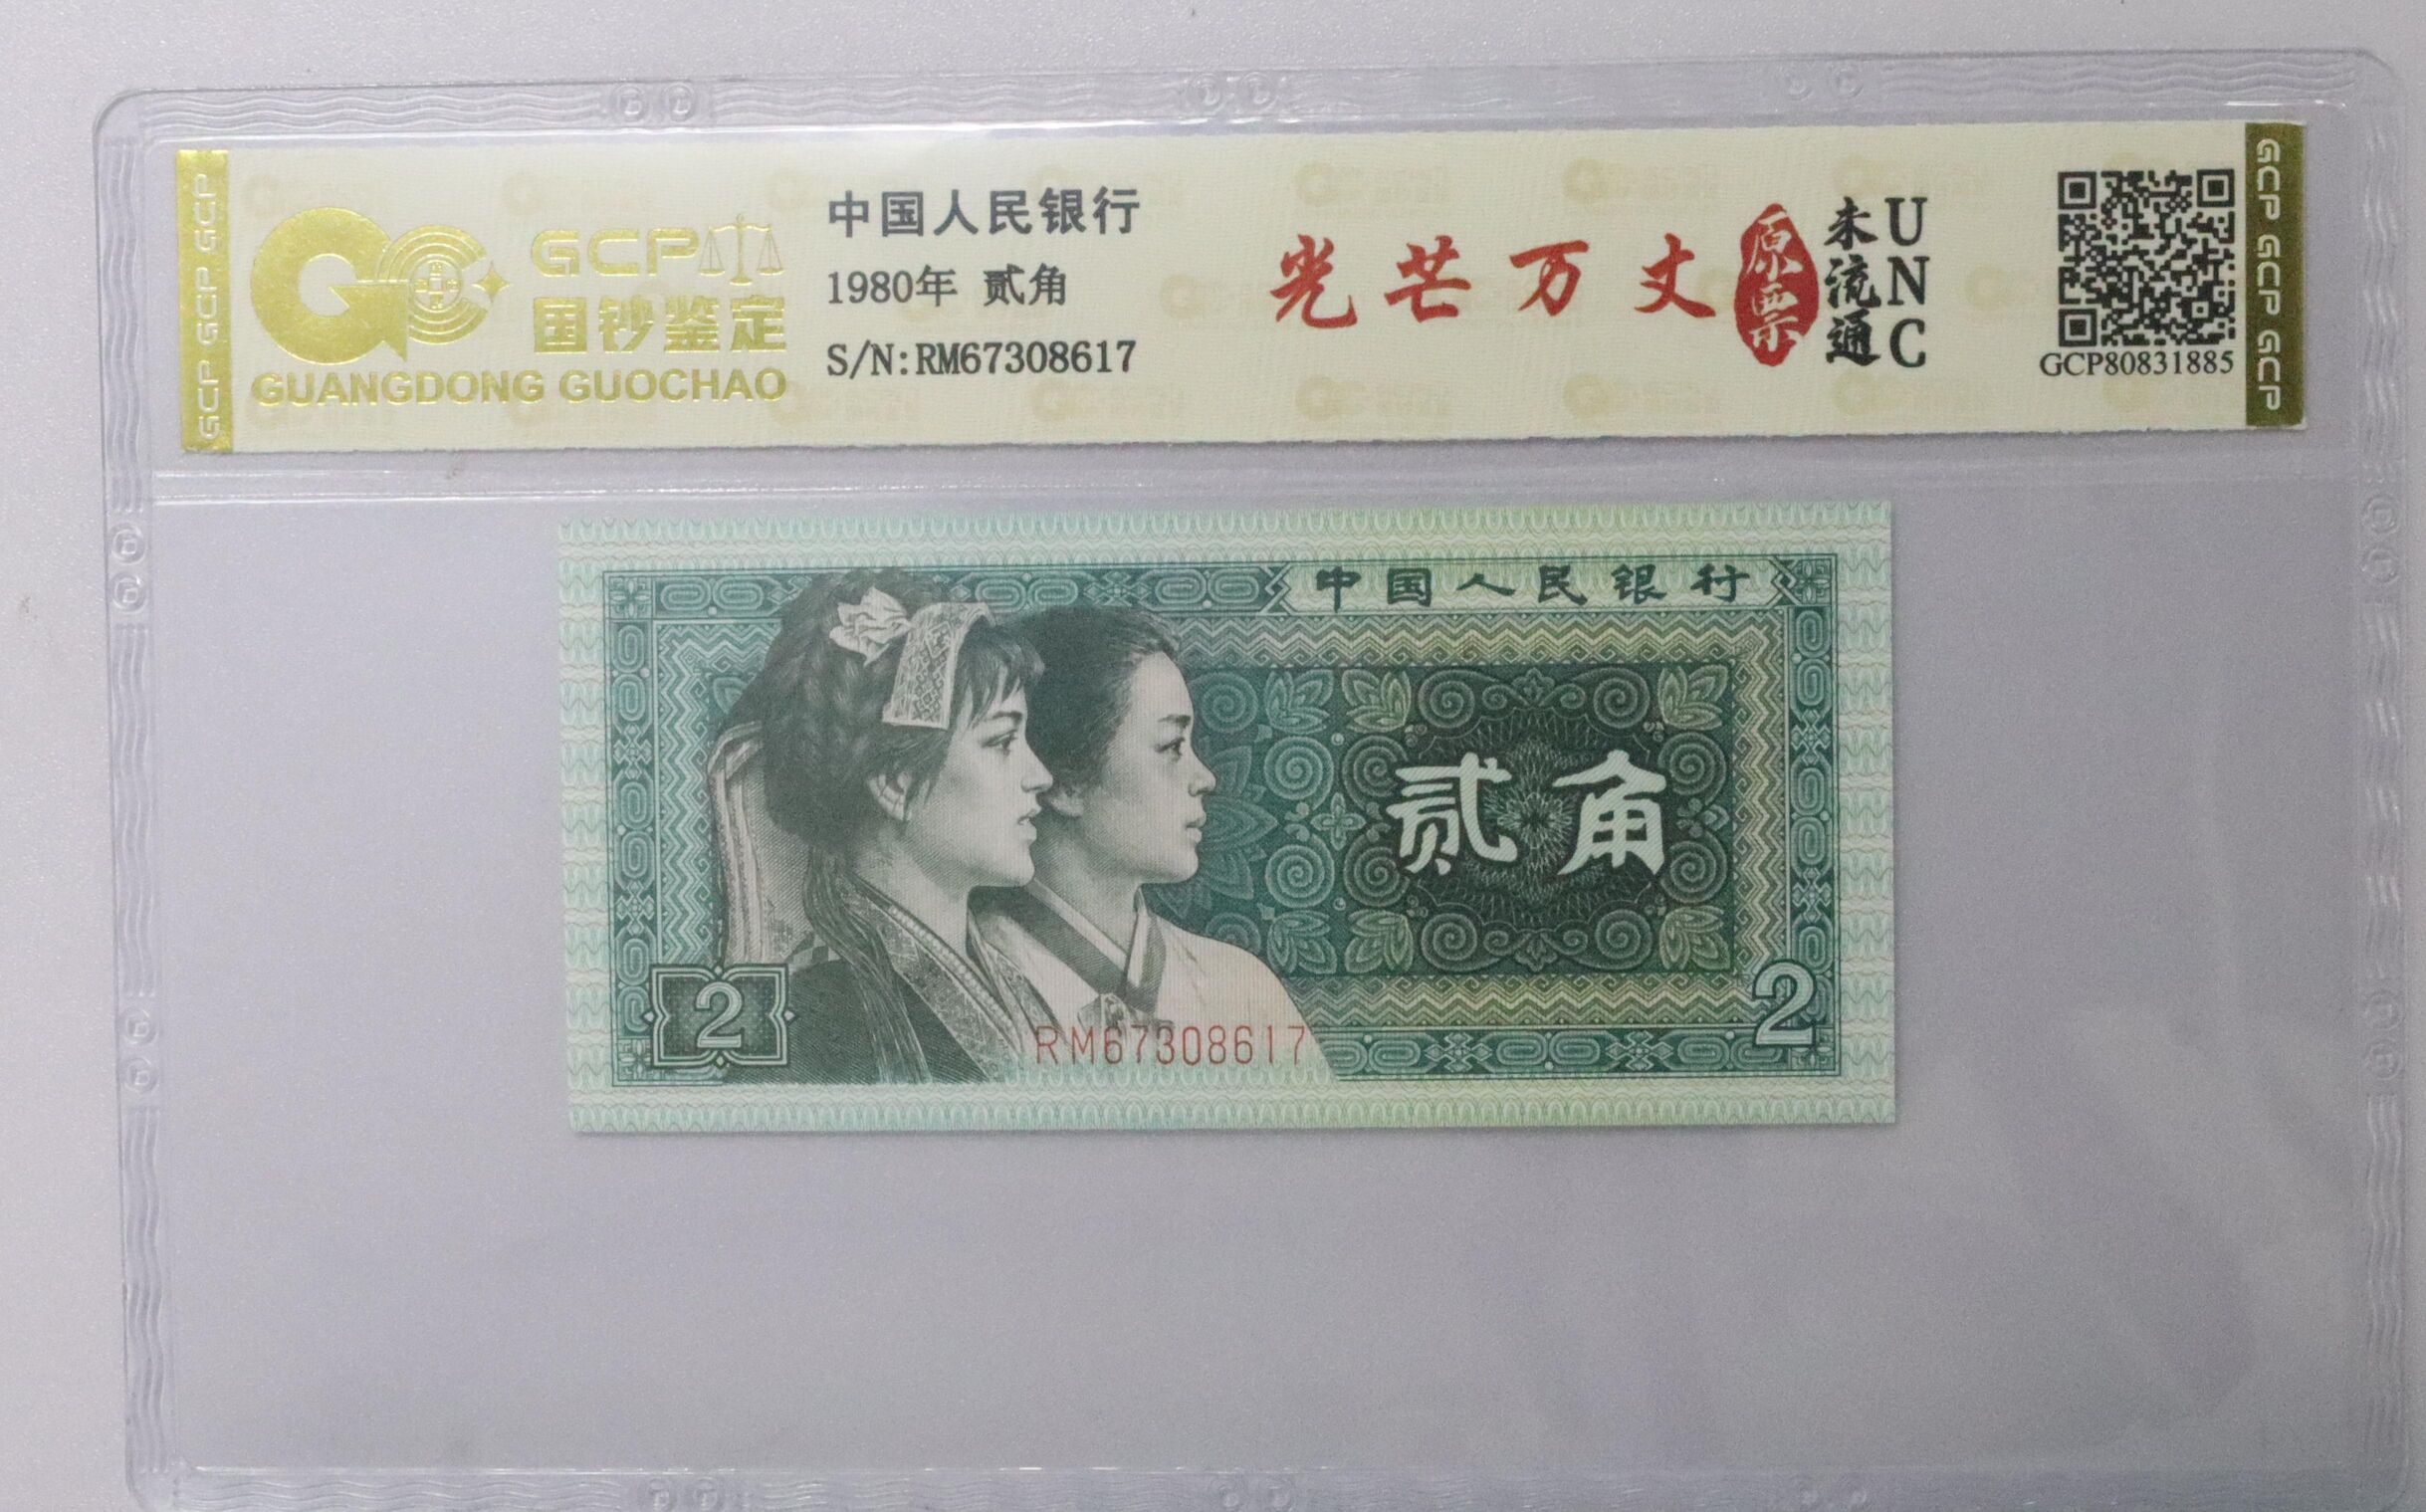 GCP GCP GCP
GCP
国钞鉴定
GUANGDONG GUOCHAO
中国人民银行
1980年 贰角
S/N:RM67308617
光芒万丈
原票
未流通
UNC
GCP80831885
GCP GCP GCP
中国人民银行
贰角
2
2
RM67308617